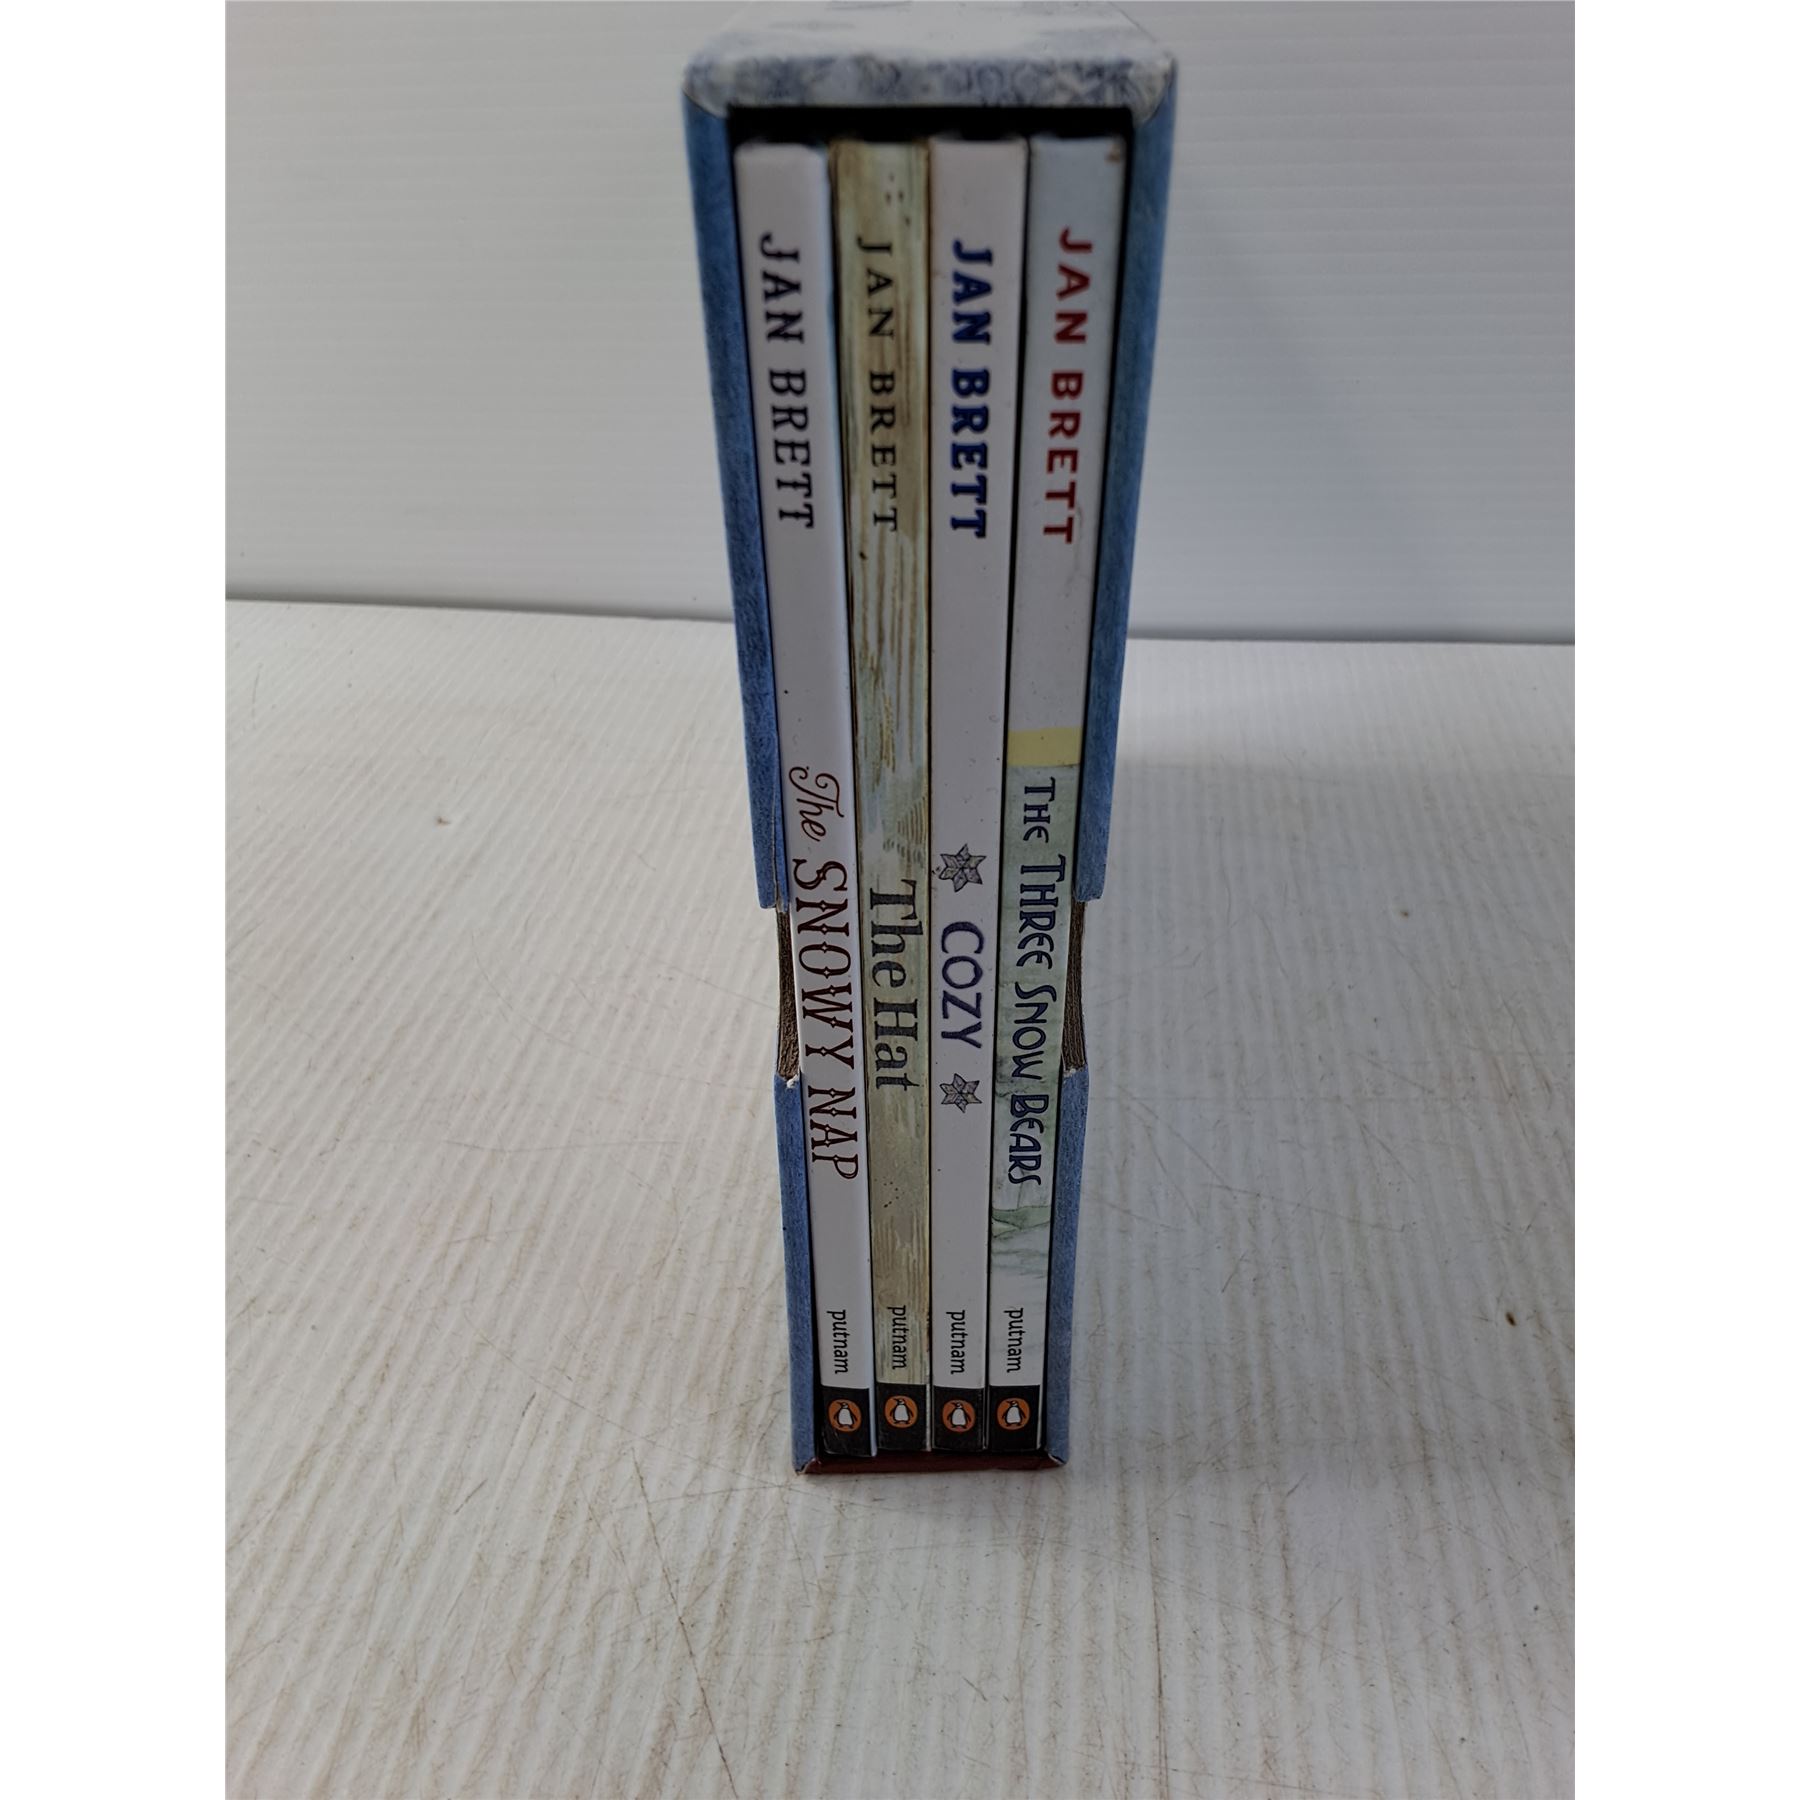 JAN BRETT The SNOWY NAP putnam
JAN BRETT The Hat putnam
JAN BRETT COZY putnam
JAN BRETT THE THREE SNOW BEARS putnam